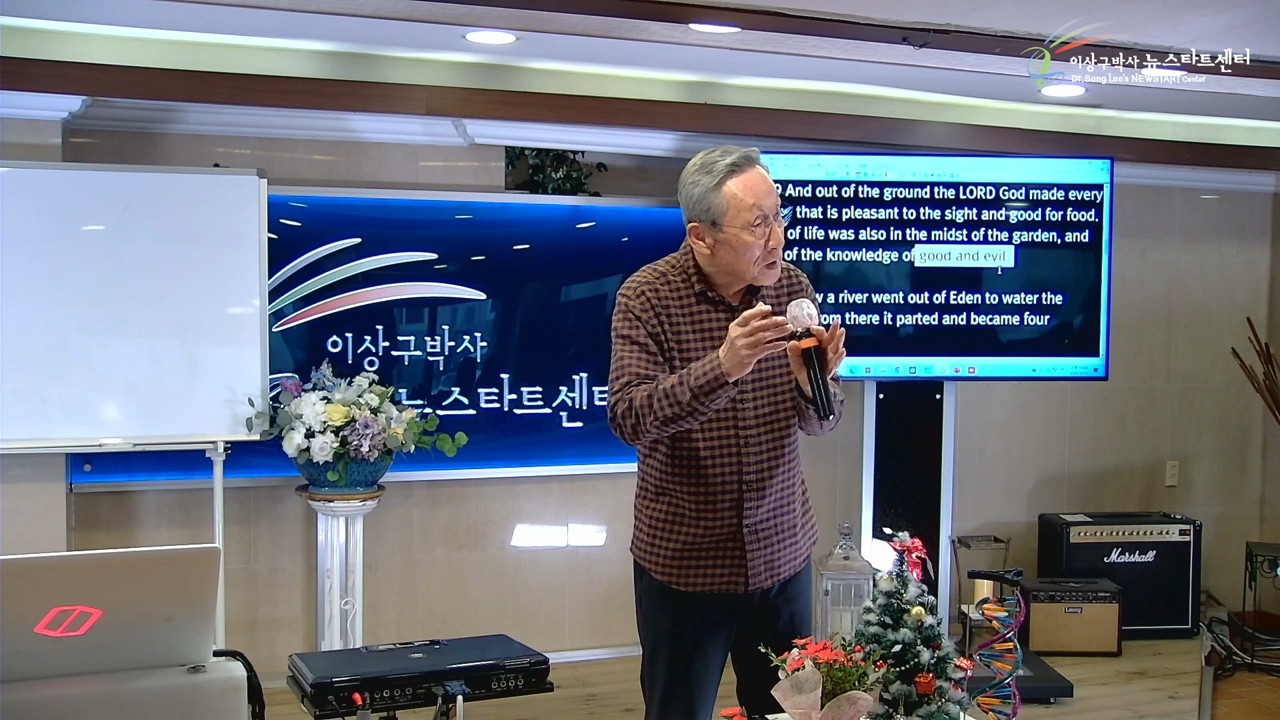 이상구박사 뉴스타트센터
Dr. Sang Lee's NEWSTART Center
9 And out of the ground the LORD God made every
that is pleasant to the sight and good for food.
of life was also in the midst of the garden, and
of the knowledge of good and evil.
w a river went out of Eden to water the
from there it parted and became four
이상구박사
뉴스타트센터
Marshall
Laney